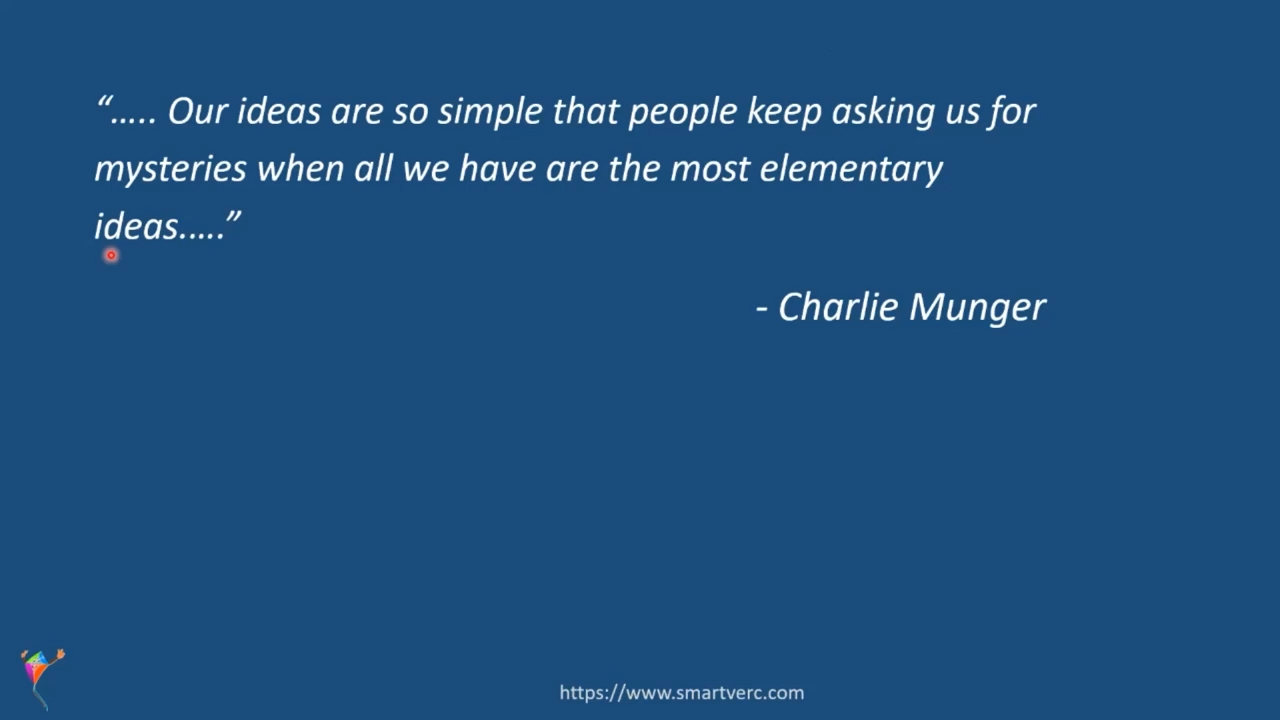 “….. Our ideas are so simple that people keep asking us for
mysteries when all we have are the most elementary
ideas.….”
- Charlie Munger
https://www.smartverc.com